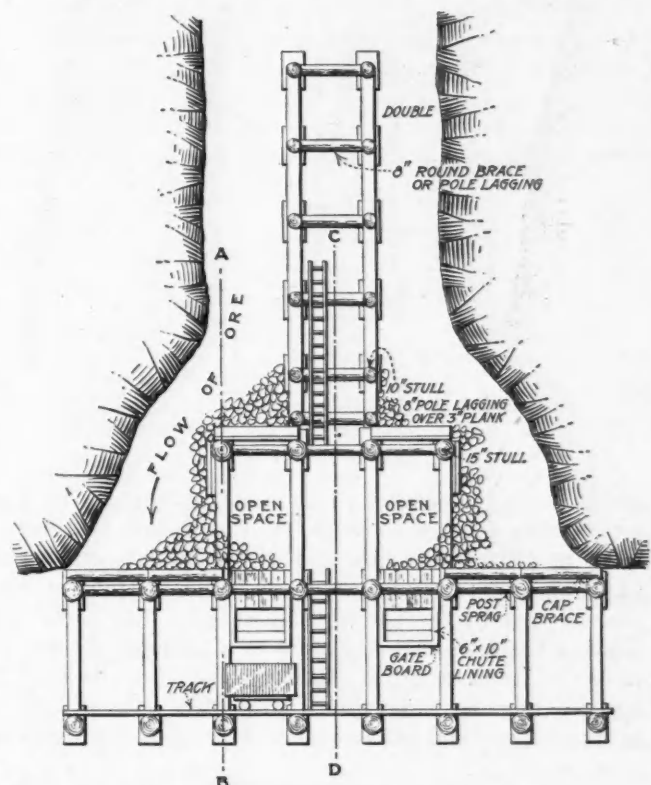 DOUBLE
8" ROUND BRACE
OR POLE LAGGING
A
C
FLOW OF ORE
10" STULL
8" POLE LAGGING
OVER 3" PLANK
15" STULL
OPEN
SPACE
OPEN
SPACE
POST
SPRAG
CAP
BRACE
GATE
BOARD
6" x 10"
CHUTE
LINING
TRACK
B
D